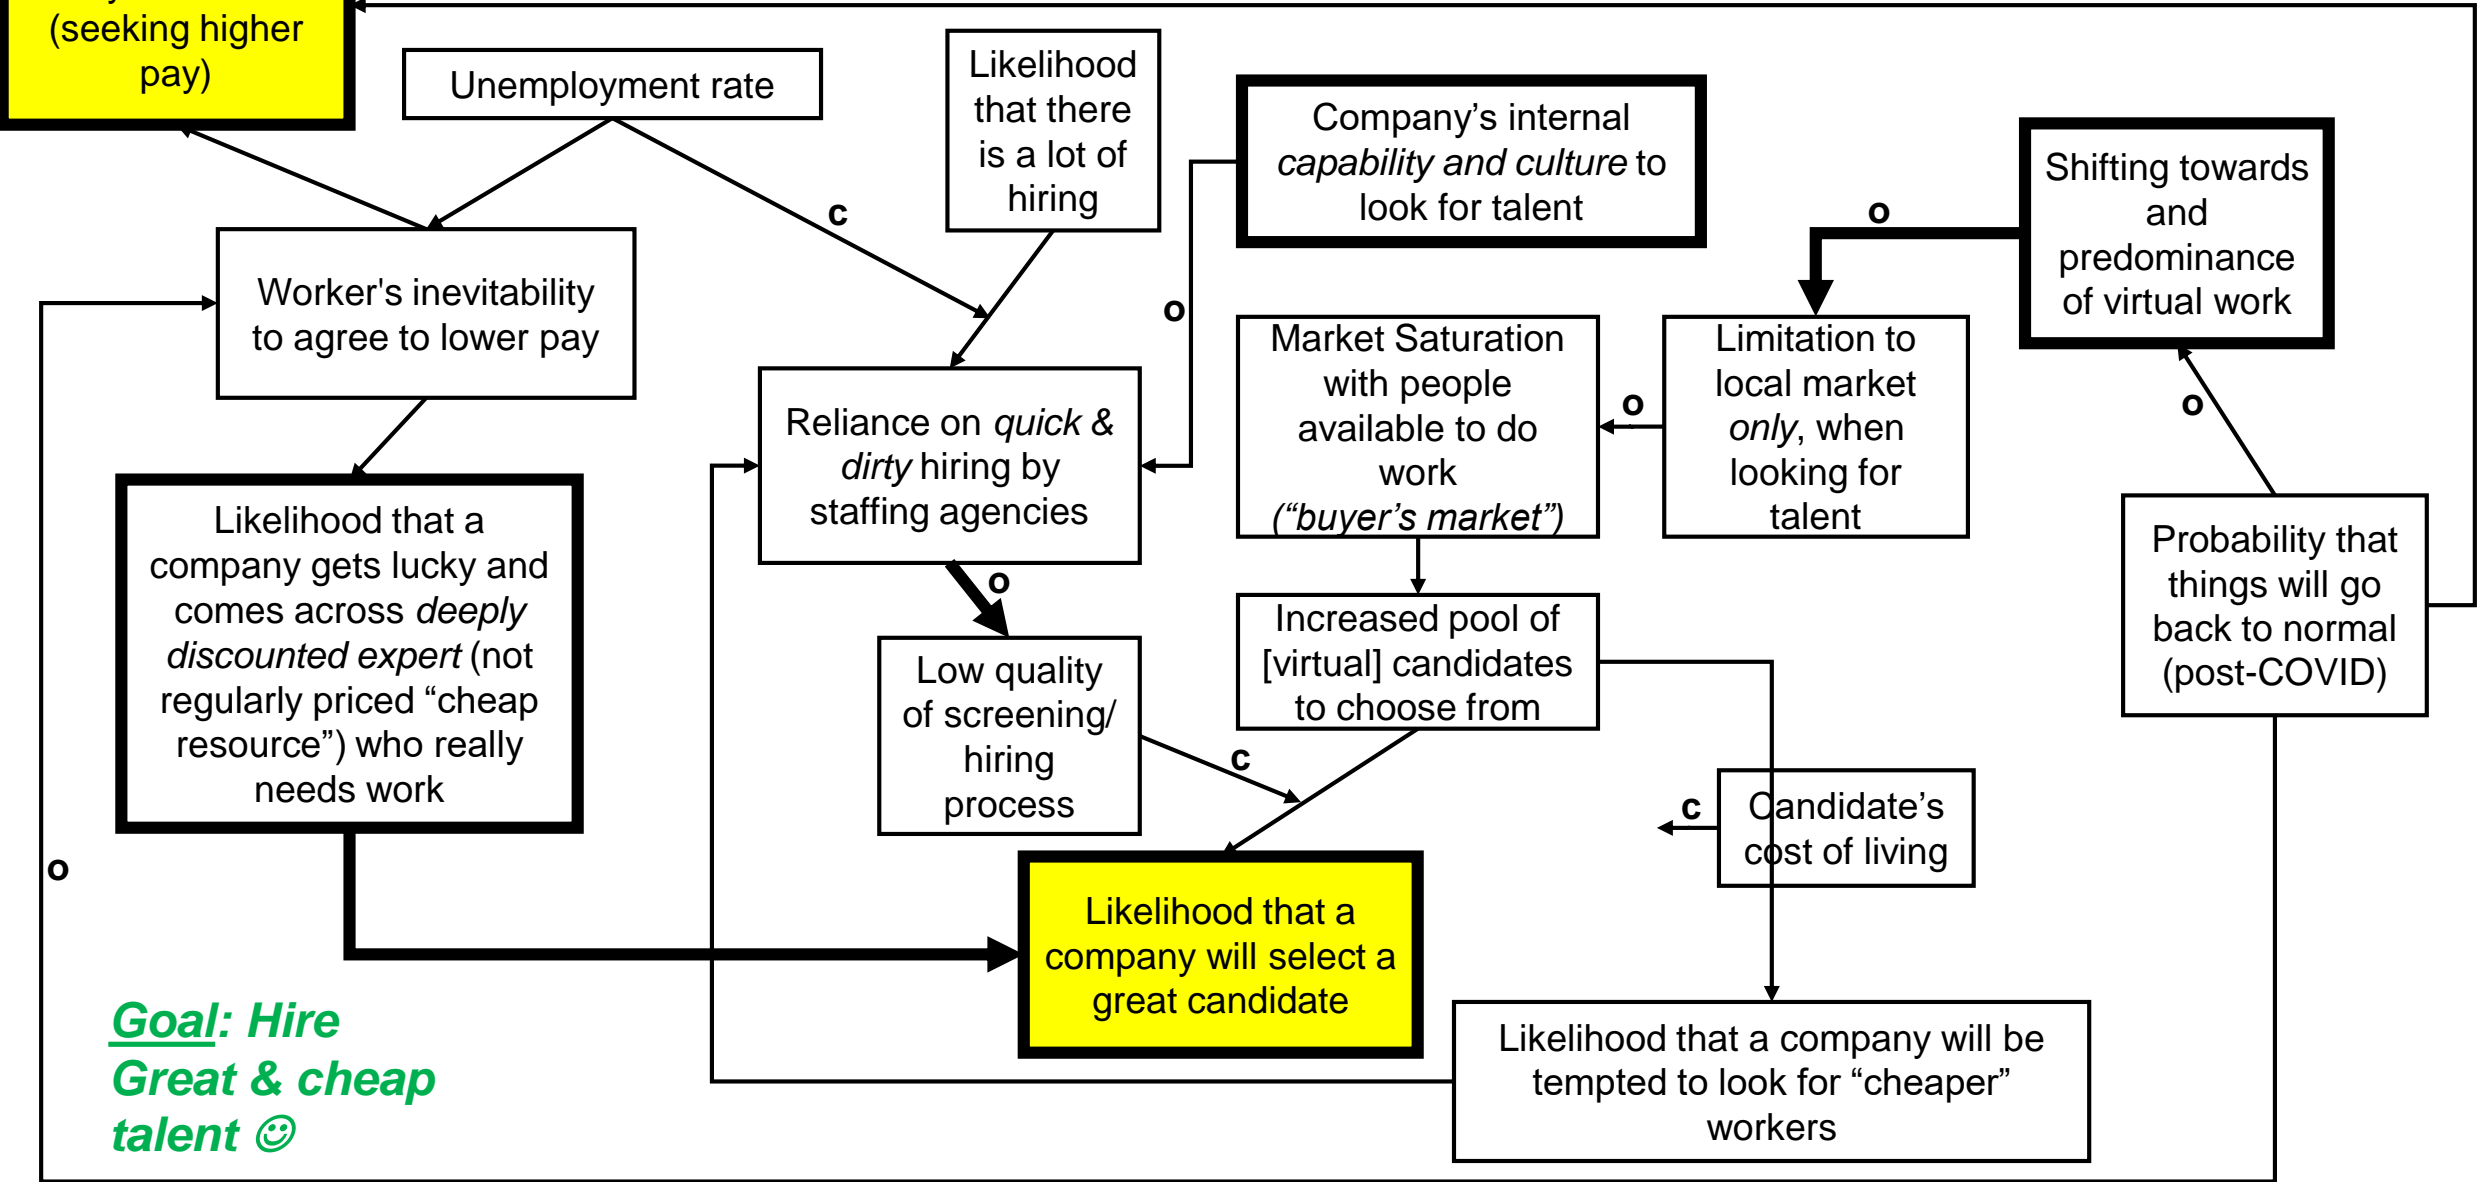 (seeking higher
pay)
Unemployment rate
Likelihood
that there
is a lot of
hiring
Company’s internal
capability and culture to
look for talent
Shifting towards
and
predominance
of virtual work
c
o
o
Worker's inevitability
to agree to lower pay
Market Saturation
with people
available to do
work
(“buyer’s market”)
o
Limitation to
local market
only, when
looking for
talent
o
Reliance on quick &
dirty hiring by
staffing agencies
o
Likelihood that a
company gets lucky and
comes across deeply
discounted expert (not
regularly priced “cheap
resource”) who really
needs work
Probability that
things will go
back to normal
(post-COVID)
Increased pool of
[virtual] candidates
to choose from
Low quality
of screening/
hiring
process
c
c
Candidate’s
cost of living
o
Likelihood that a
company will select a
great candidate
Goal: Hire
Great & cheap
talent ☺
Likelihood that a company will be
tempted to look for “cheaper”
workers